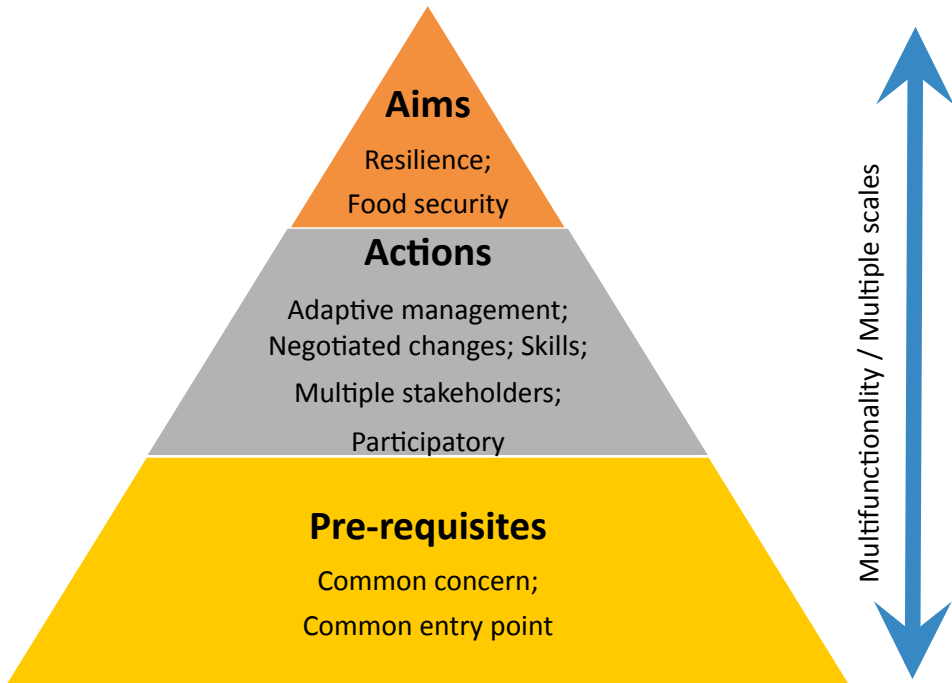 Aims
Resilience;
Food security
Actions
Adaptive management;
Negotiated changes; Skills;
Multiple stakeholders;
Participatory
Pre-requisites
Common concern;
Common entry point
Multifunctionality / Multiple scales